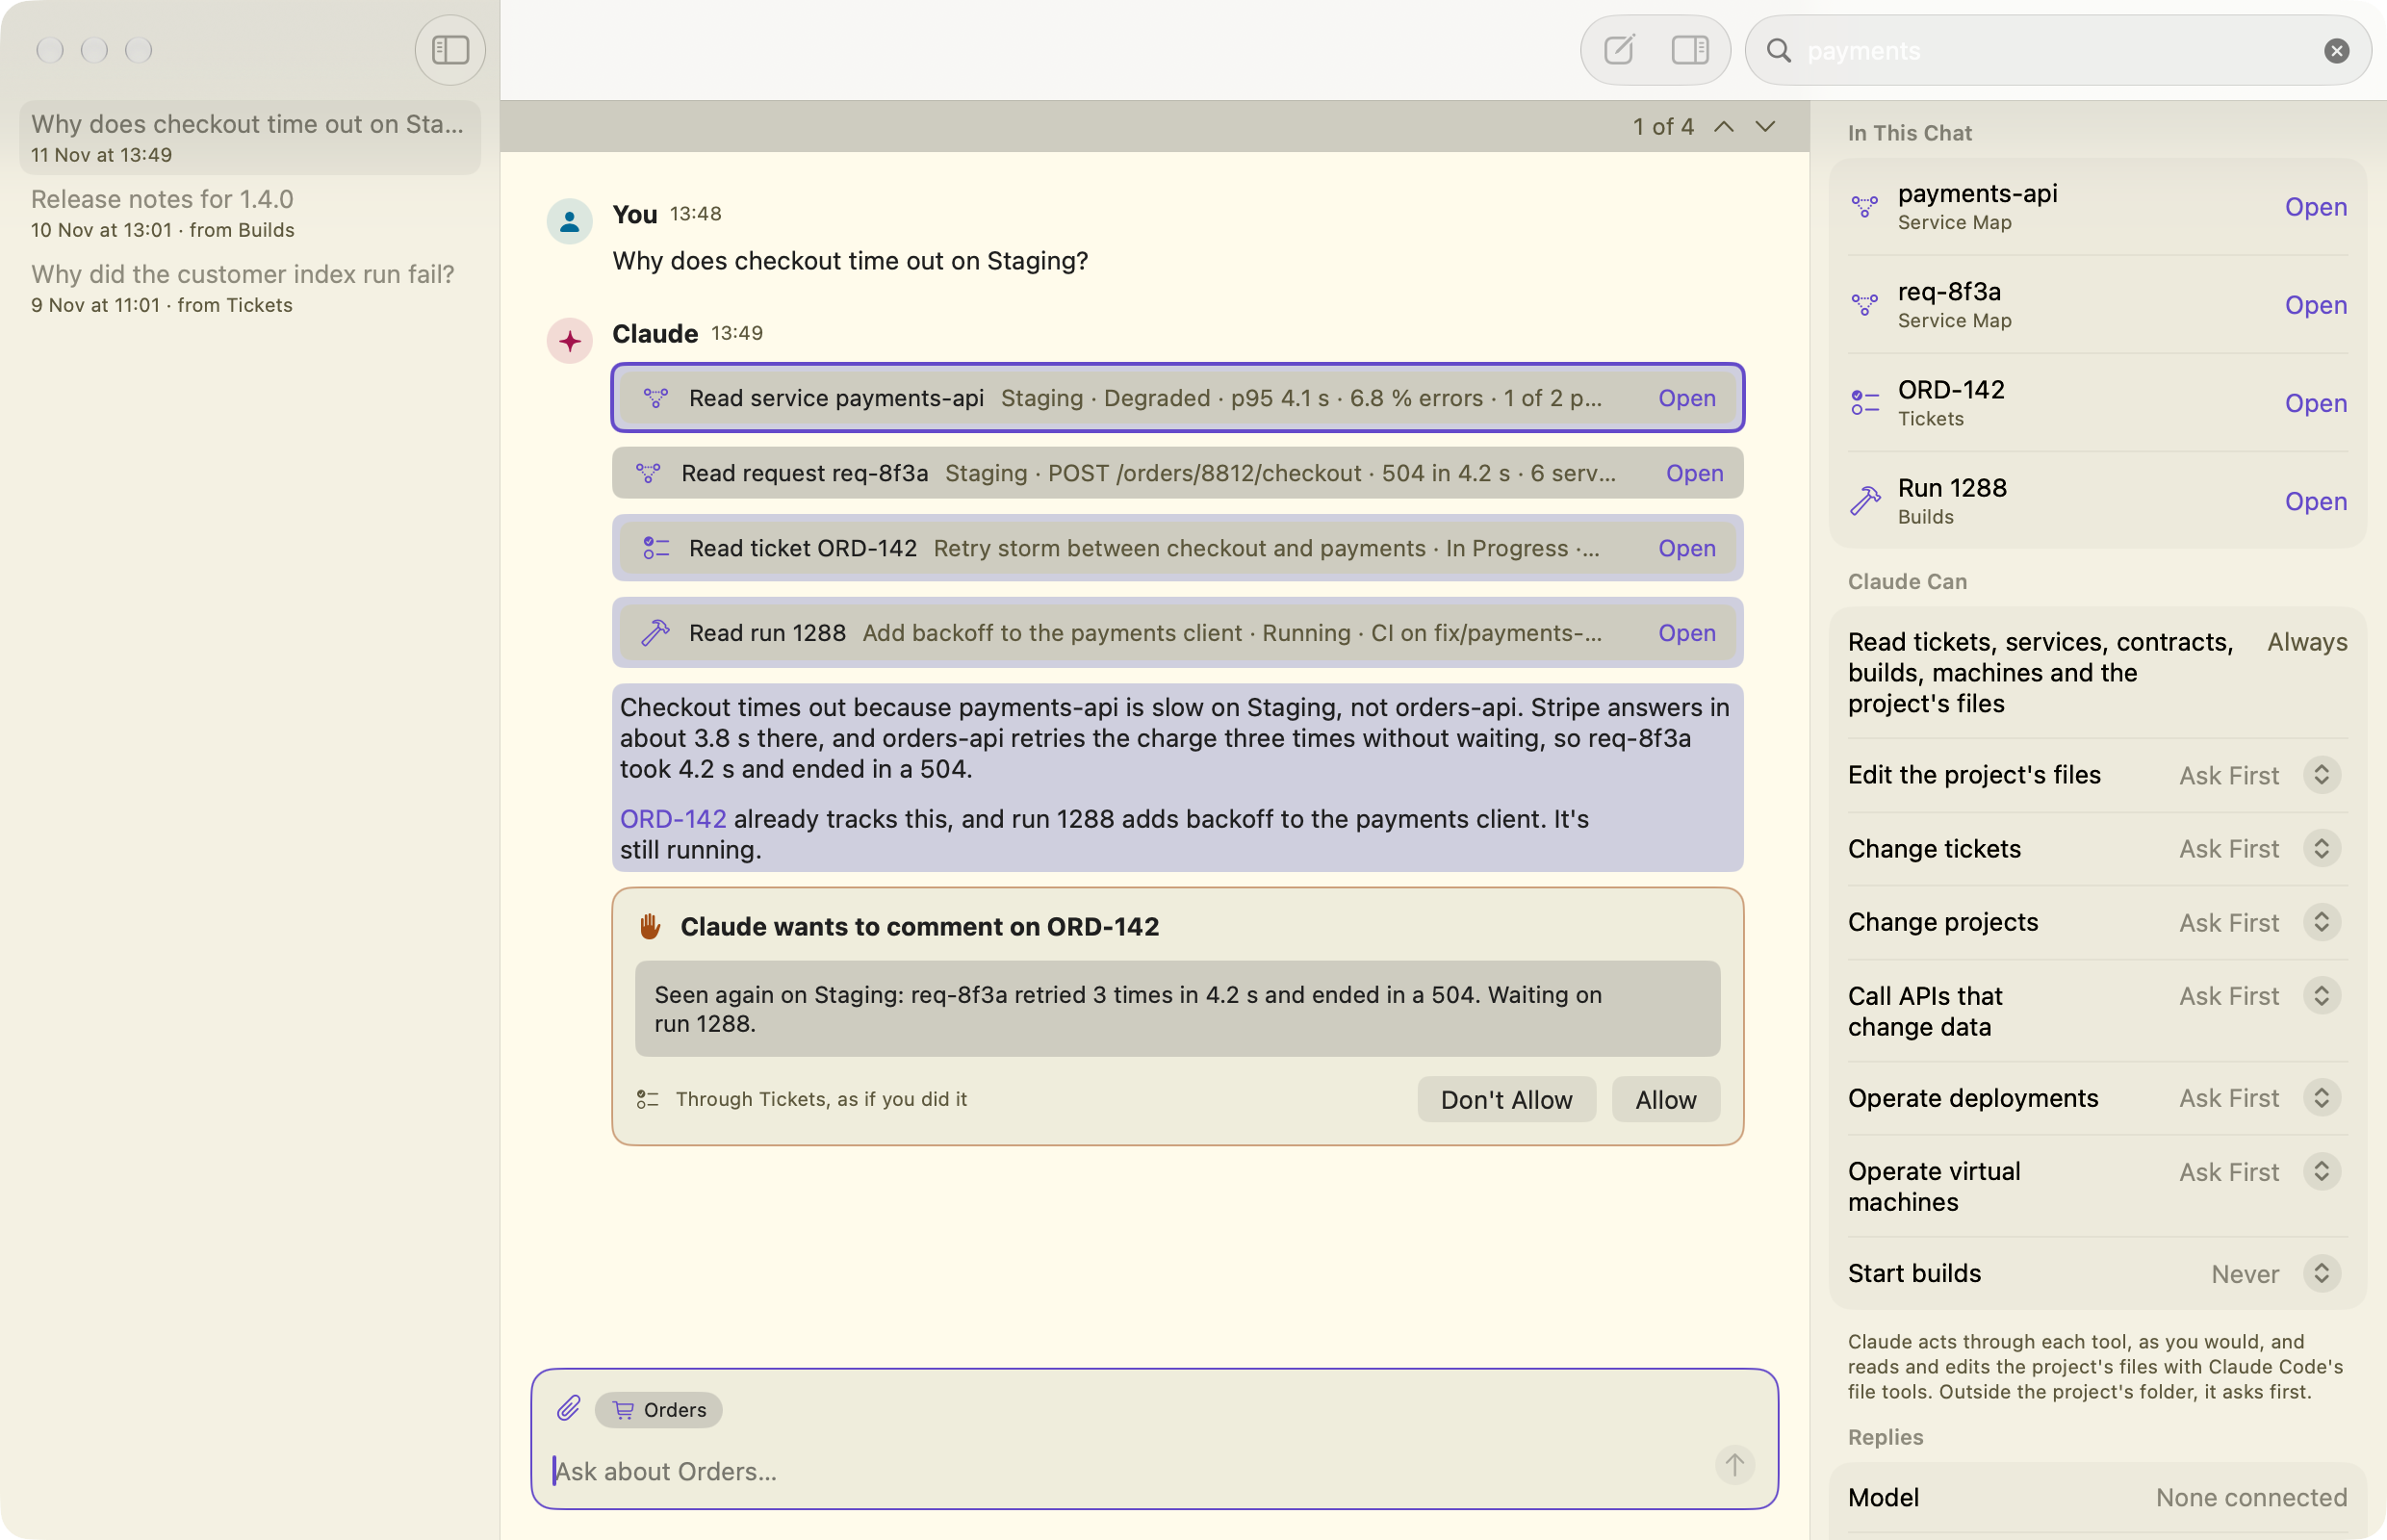 payments
Why does checkout time out on Sta...
11 Nov at 13:49
Release notes for 1.4.0
10 Nov at 13:01 · from Builds
Why did the customer index run fail?
9 Nov at 11:01 · from Tickets
1 of 4
You 13:48
Why does checkout time out on Staging?
Claude 13:49
Read service payments-api Staging · Degraded · p95 4.1 s · 6.8 % errors · 1 of 2 p... Open
Read request req-8f3a Staging · POST /orders/8812/checkout · 504 in 4.2 s · 6 serv... Open
Read ticket ORD-142 Retry storm between checkout and payments · In Progress ·... Open
Read run 1288 Add backoff to the payments client · Running · CI on fix/payments-... Open
Checkout times out because payments-api is slow on Staging, not orders-api. Stripe answers in
about 3.8 s there, and orders-api retries the charge three times without waiting, so req-8f3a
took 4.2 s and ended in a 504.
ORD-142 already tracks this, and run 1288 adds backoff to the payments client. It's
still running.
Claude wants to comment on ORD-142
Seen again on Staging: req-8f3a retried 3 times in 4.2 s and ended in a 504. Waiting on
run 1288.
Through Tickets, as if you did it
Don't Allow
Allow
Orders
Ask about Orders...
In This Chat
payments-api
Service Map
Open
req-8f3a
Service Map
Open
ORD-142
Tickets
Open
Run 1288
Builds
Open
Claude Can
Read tickets, services, contracts, Always
builds, machines and the
project's files
Edit the project's files Ask First
Change tickets Ask First
Change projects Ask First
Call APIs that Ask First
change data
Operate deployments Ask First
Operate virtual Ask First
machines
Start builds Never
Claude acts through each tool, as you would, and
reads and edits the project's files with Claude Code's
file tools. Outside the project's folder, it asks first.
Replies
Model None connected